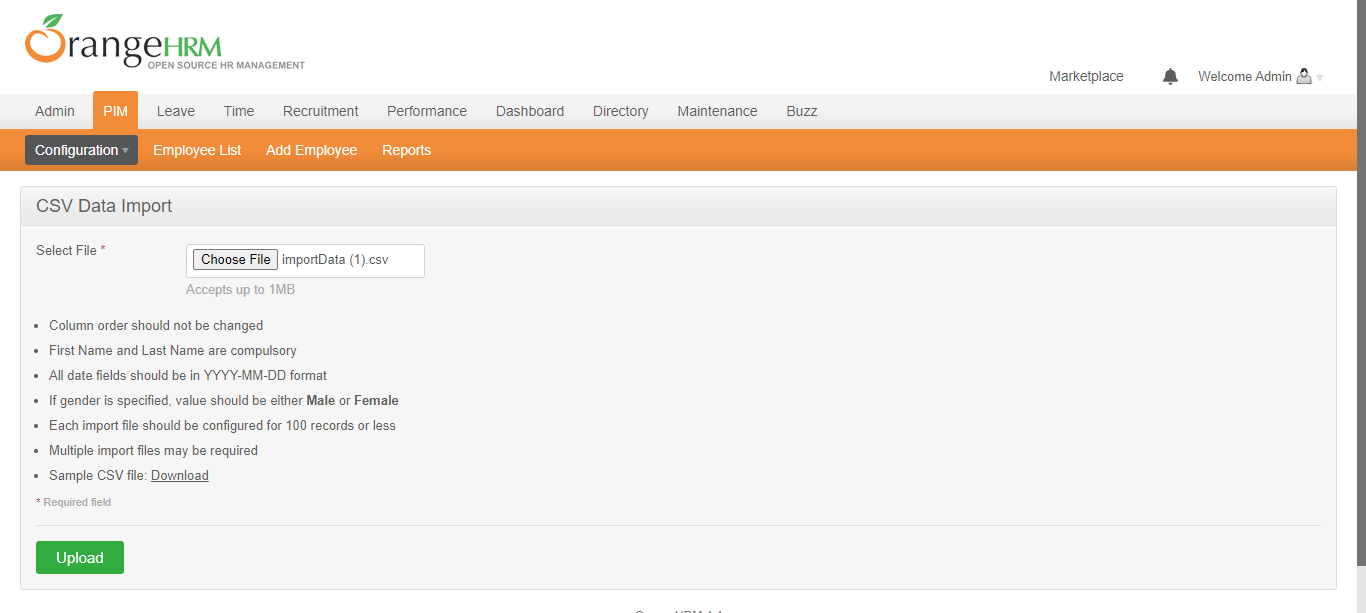 OrangeHRM
OPEN SOURCE HR MANAGEMENT
Marketplace Welcome Admin
Admin PIM Leave Time Recruitment Performance Dashboard Directory Maintenance Buzz
Configuration Employee List Add Employee Reports
CSV Data Import
Select File *
Choose File importData (1).csv
Accepts up to 1MB
Column order should not be changed
First Name and Last Name are compulsory
All date fields should be in YYYY-MM-DD format
If gender is specified, value should be either Male or Female
Each import file should be configured for 100 records or less
Multiple import files may be required
Sample CSV file: Download
* Required field
Upload